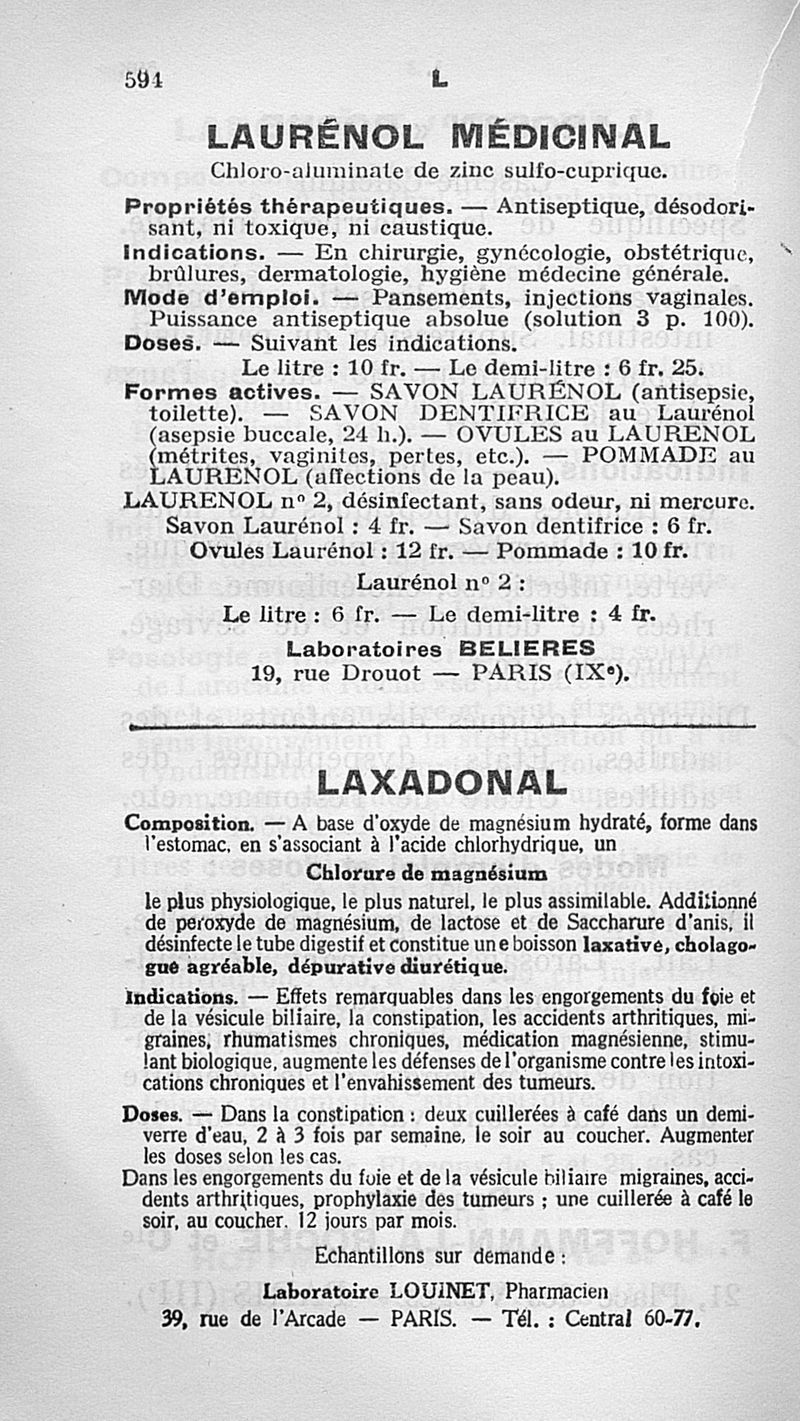 594
L
LAURÉNOL MÉDICINAL
Chloro-aluminate de zinc sulfo-cuprique.
Propriétés thérapeutiques. — Antiseptique, désodori-
sant, ni toxique, ni caustique.
Indications. — En chirurgie, gynécologie, obstétrique,
brûlures, dermatologie, hygiène médecine générale.
Mode d'emploi. — Pansements, injections vaginales.
Puissance antiseptique absolue (solution 3 p. 100).
Doses. — Suivant les indications.
Le litre : 10 fr. — Le demi-litre : 6 fr. 25.
Formes actives. — SAVON LAURÉNOL (antisepsie,
toilette). — SAVON DENTIFRICE au Laurénol
(asepsie buccale, 24 h.). — OVULES au LAURENOL
(métrites, vaginites, pertes, etc.). — POMMADE au
LAURENOL (affections de la peau).
LAURENOL nº 2, désinfectant, sans odeur, ni mercure.
Savon Laurénol : 4 fr. — Savon dentifrice : 6 fr.
Ovules Laurénol : 12 fr. — Pommade : 10 fr.
Laurénol nº 2 :
Le litre : 6 fr. — Le demi-litre : 4 fr.
Laboratoires BELIERES
19, rue Drouot — PARIS (IXe).
LAXADONAL
Composition. — A base d'oxyde de magnésium hydraté, forme dans
l'estomac, en s'associant à l'acide chlorhydrique, un
Chlorure de magnésium
le plus physiologique, le plus naturel, le plus assimilable. Additionné
de peroxyde de magnésium, de lactose et de Saccharure d'anis, il
désinfecte le tube digestif et constitue une boisson laxative, cholago-
gue agréable, dépurative diurétique.
Indications. — Effets remarquables dans les engorgements du foie et
de la vésicule biliaire, la constipation, les accidents arthritiques, mi-
graines, rhumatismes chroniques, médication magnésienne, stimu-
lant biologique, augmente les défenses de l'organisme contre les intoxi-
cations chroniques et l'envahissement des tumeurs.
Doses. — Dans la constipation : deux cuillerées à café dans un demi-
verre d'eau, 2 à 3 fois par semaine, le soir au coucher. Augmenter
les doses selon les cas.
Dans les engorgements du foie et de la vésicule biliaire migraines, acci-
dents arthritiques, prophylaxie des tumeurs ; une cuillerée à café le
soir, au coucher. 12 jours par mois.
Echantillons sur demande :
Laboratoire LOUINET, Pharmacien
39, rue de l'Arcade — PARIS. — Tél. : Central 60-77.